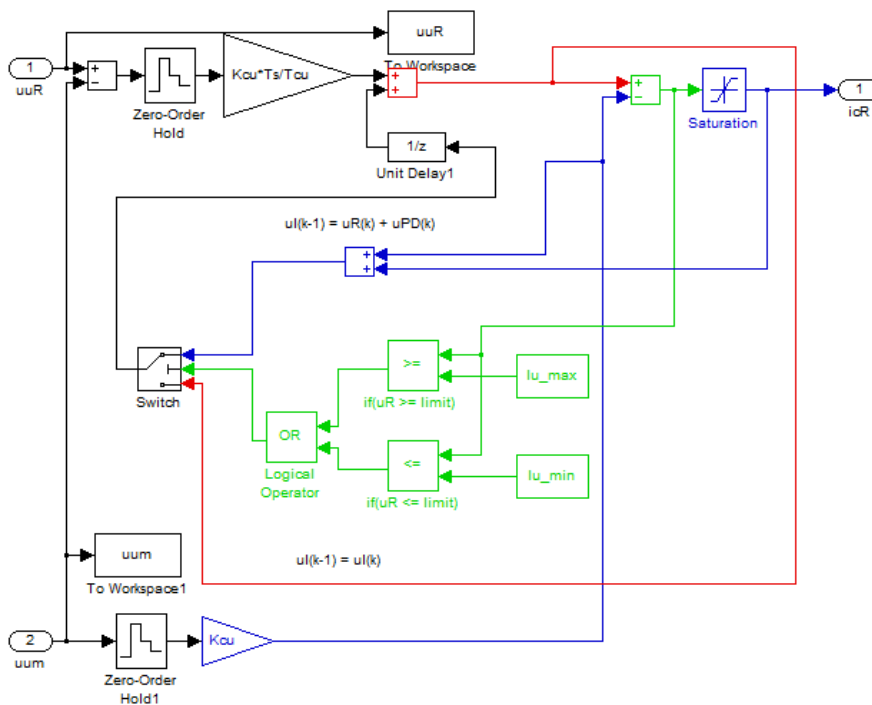 uuR
To Workspace
1
uuR
+
−
Zero-Order
Hold
Kcu*Ts/Tcu
+
+
+
−
Saturation
1
icR
1/z
Unit Delay1
uI(k-1) = uR(k) + uPD(k)
+
+
Switch
>=
if(uR >= limit)
Iu_max
OR
Logical
Operator
<=
if(uR <= limit)
Iu_min
uum
To Workspace1
uI(k-1) = uI(k)
2
uum
Zero-Order
Hold1
Kcu